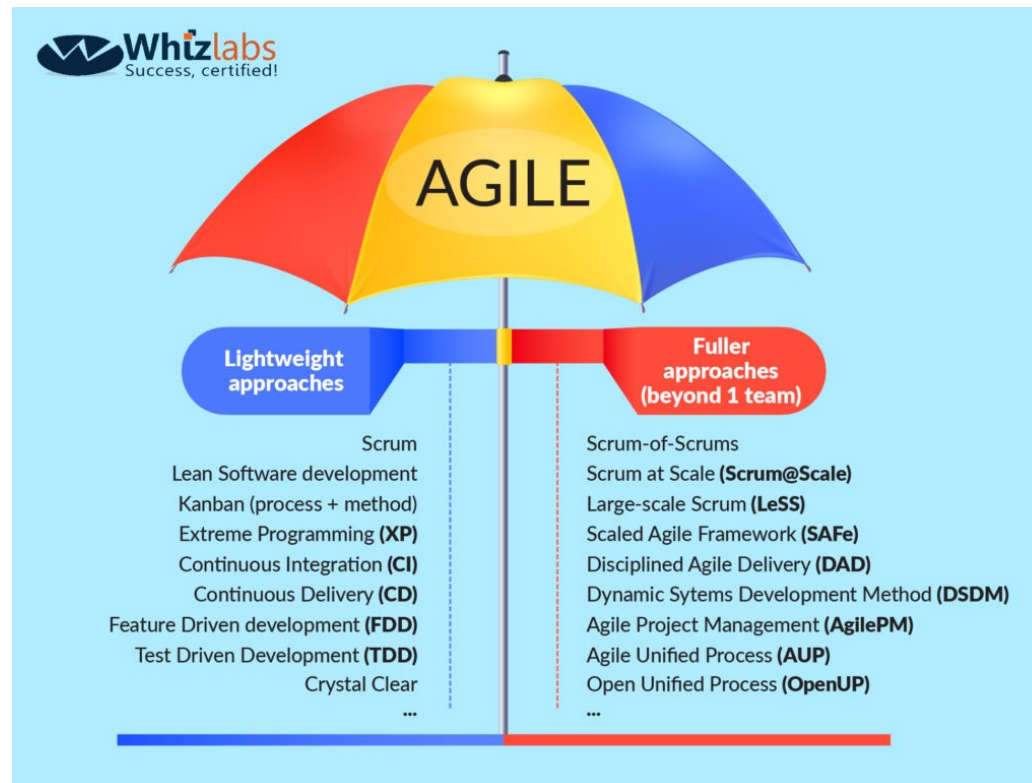 Whizlabs
Success, certified!
AGILE
Lightweight
approaches
Scrum
Lean Software development
Kanban (process + method)
Extreme Programming (XP)
Continuous Integration (CI)
Continuous Delivery (CD)
Feature Driven development (FDD)
Test Driven Development (TDD)
Crystal Clear
...
Fuller
approaches
(beyond 1 team)
Scrum-of-Scrums
Scrum at Scale (Scrum@Scale)
Large-scale Scrum (LeSS)
Scaled Agile Framework (SAFe)
Disciplined Agile Delivery (DAD)
Dynamic Sytems Development Method (DSDM)
Agile Project Management (AgilePM)
Agile Unified Process (AUP)
Open Unified Process (OpenUP)
...